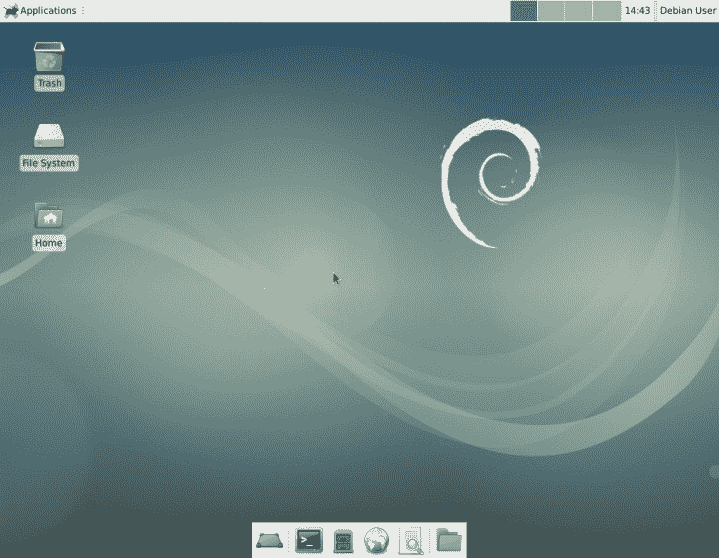 Applications
14:43
Debian User
Trash
File System
Home
>_